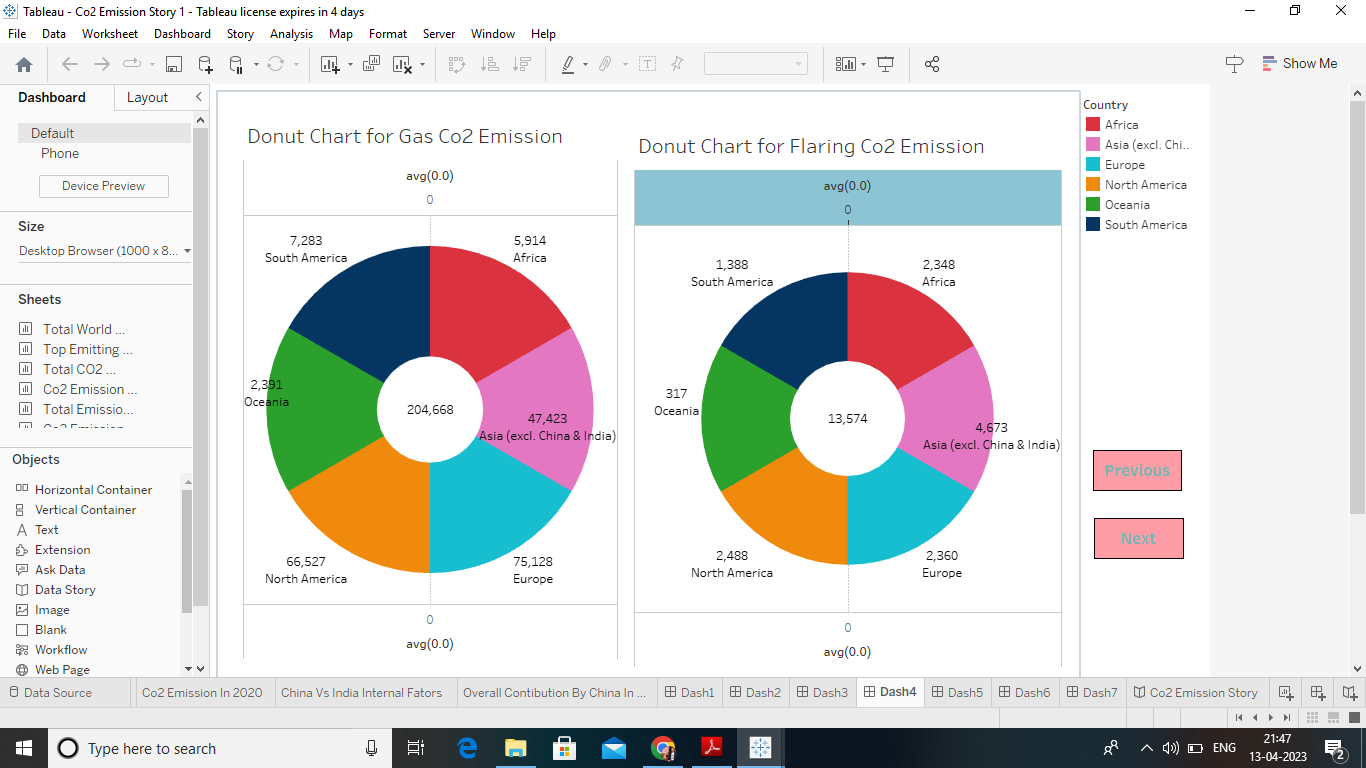 Tableau - Co2 Emission Story 1 - Tableau license expires in 4 days
File Data Worksheet Dashboard Story Analysis Map Format Server Window Help
Show Me
Dashboard Layout
Default
Phone
Device Preview
Size
Desktop Browser (1000 x 8...
Sheets
Total World ...
Top Emitting ...
Total CO2 ...
Co2 Emission ...
Total Emissio...
Co2 Emission
Objects
Horizontal Container
Vertical Container
Text
Extension
Ask Data
Data Story
Image
Blank
Workflow
Web Page
Donut Chart for Gas Co2 Emission
avg(0.0)
0
7,283
South America
5,914
Africa
2,391
Oceania
204,668
47,423
Asia (excl. China & India)
66,527
North America
75,128
Europe
0
avg(0.0)
Donut Chart for Flaring Co2 Emission
avg(0.0)
0
1,388
South America
2,348
Africa
317
Oceania
13,574
4,673
Asia (excl. China & India)
2,488
North America
2,360
Europe
0
avg(0.0)
Country
Africa
Asia (excl. Chi..
Europe
North America
Oceania
South America
Previous
Next
Data Source Co2 Emission In 2020 China Vs India Internal Fators Overall Contibution By China In ... Dash1 Dash2 Dash3 Dash4 Dash5 Dash6 Dash7 Co2 Emission Story
Type here to search
ENG
21:47
13-04-2023
2